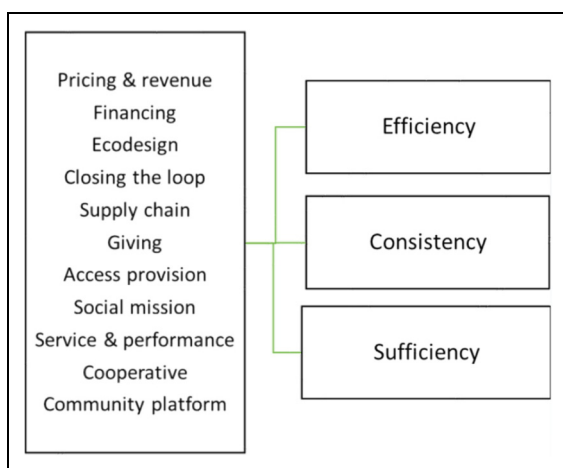 Pricing & revenue
Financing
Ecodesign
Closing the loop
Supply chain
Giving
Access provision
Social mission
Service & performance
Cooperative
Community platform
Efficiency
Consistency
Sufficiency